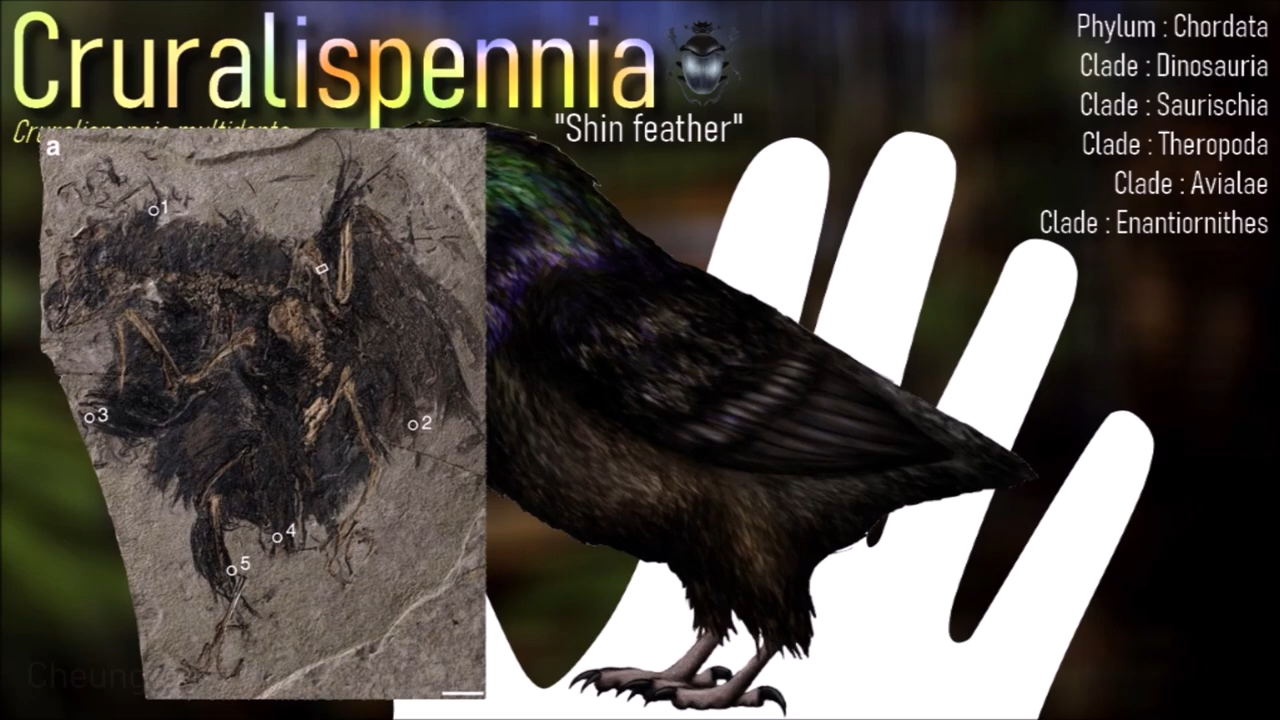 Cruralispennia
"Shin feather"
Phylum : Chordata
Clade : Dinosauria
Clade : Saurischia
Clade : Theropoda
Clade : Avialae
Clade : Enantiornithes
a
1
2
3
4
5
Cheung